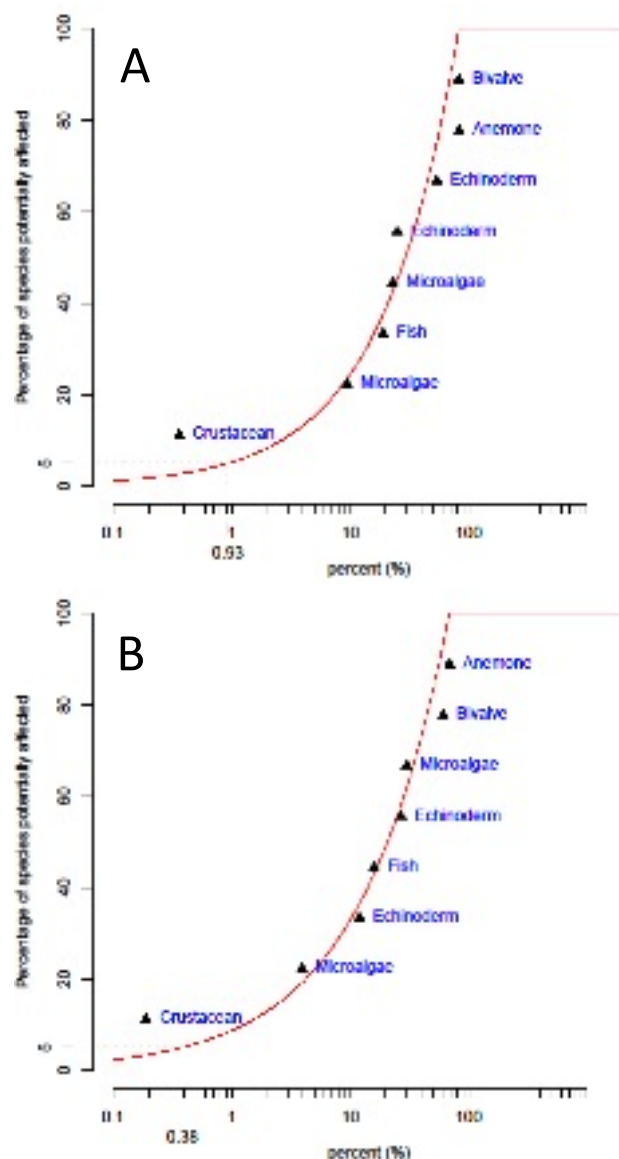 A
Percentage of species potentially affected
100
80
60
40
20
5
0
Bivalve
Anemone
Echinoderm
Echinoderm
Microalgae
Fish
Microalgae
Crustacean
0.1 1 10 100
0.93
percent (%)
B
Percentage of species potentially affected
100
80
60
40
20
5
0
Anemone
Bivalve
Microalgae
Echinoderm
Fish
Echinoderm
Microalgae
Crustacean
0.1 1 10 100
0.38
percent (%)